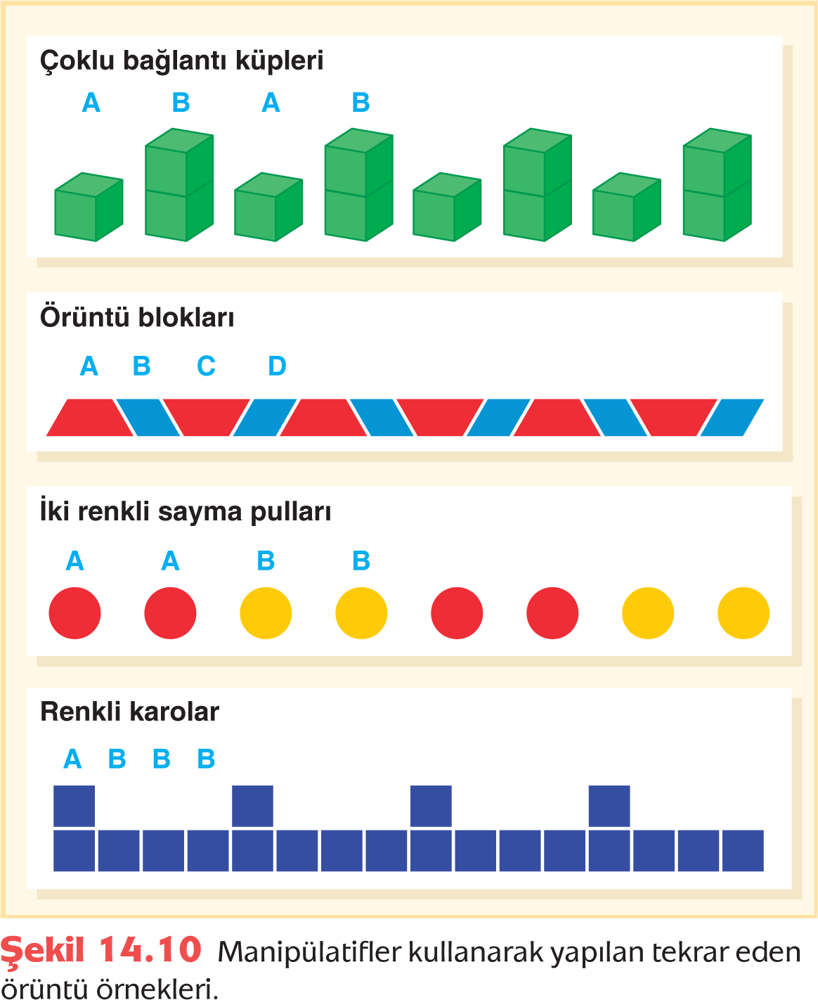 Çoklu bağlantı küpleri
A B A B
Örüntü blokları
A B C D
İki renkli sayma pulları
A A B B
Renkli karolar
A B B B
Şekil 14.10 Manipülatifler kullanarak yapılan tekrar eden
örüntü örnekleri.